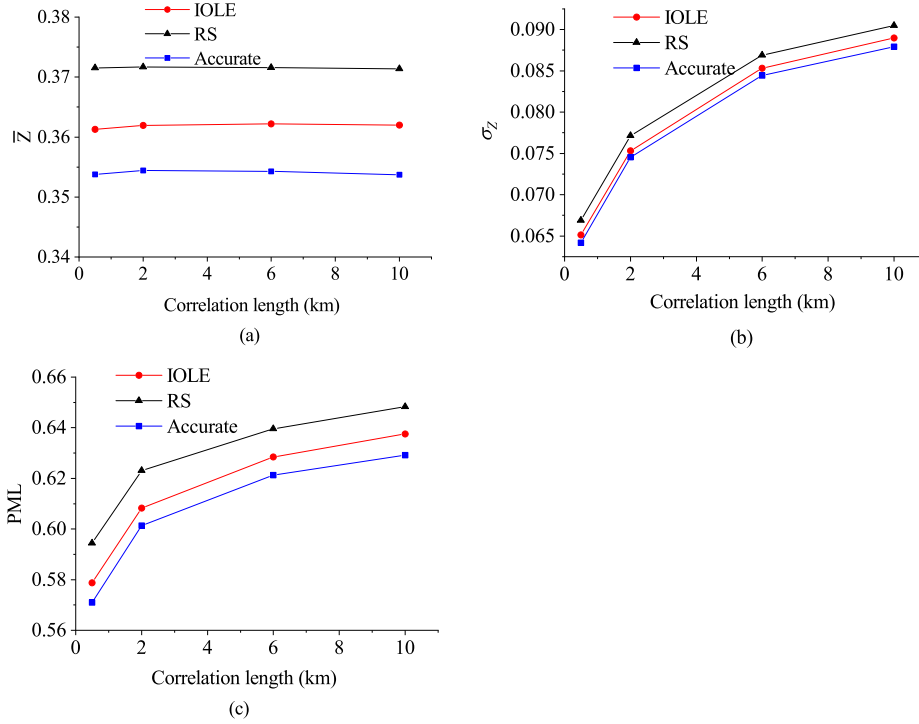 IOLE
RS
Accurate
0.38
0.37
0.36
0.35
0.34
Z̅
0 2 4 6 8 10
Correlation length (km)
(a)
IOLE
RS
Accurate
0.090
0.085
0.080
0.075
0.070
0.065
σZ
0 2 4 6 8 10
Correlation length (km)
(b)
IOLE
RS
Accurate
0.66
0.64
0.62
0.60
0.58
0.56
PML
0 2 4 6 8 10
Correlation length (km)
(c)